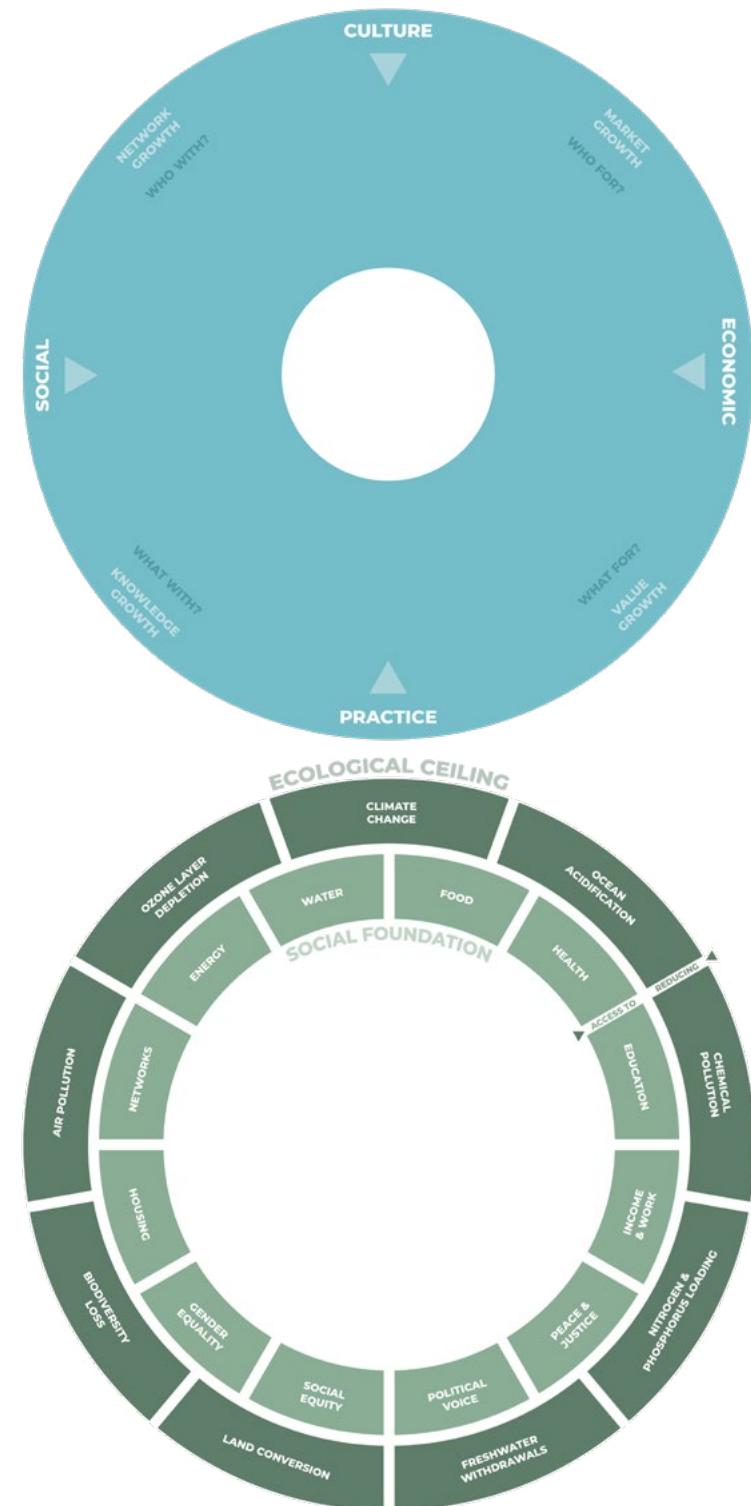 CULTURE
NETWORK
GROWTH
WHO WITH?
MARKET
GROWTH
WHO FOR?
SOCIAL
ECONOMIC
WHAT WITH?
KNOWLEDGE
GROWTH
WHAT FOR?
VALUE
GROWTH
PRACTICE
ECOLOGICAL CEILING
CLIMATE
CHANGE
OCEAN
ACIDIFICATION
CHEMICAL
POLLUTION
NITROGEN &
PHOSPHORUS LOADING
FRESHWATER
WITHDRAWALS
LAND CONVERSION
BIODIVERSITY
LOSS
AIR POLLUTION
OZONE LAYER
DEPLETION
REDUCING
ACCESS TO
SOCIAL FOUNDATION
WATER
FOOD
HEALTH
EDUCATION
INCOME
& WORK
PEACE &
JUSTICE
POLITICAL
VOICE
SOCIAL
EQUITY
GENDER
EQUALITY
HOUSING
NETWORKS
ENERGY